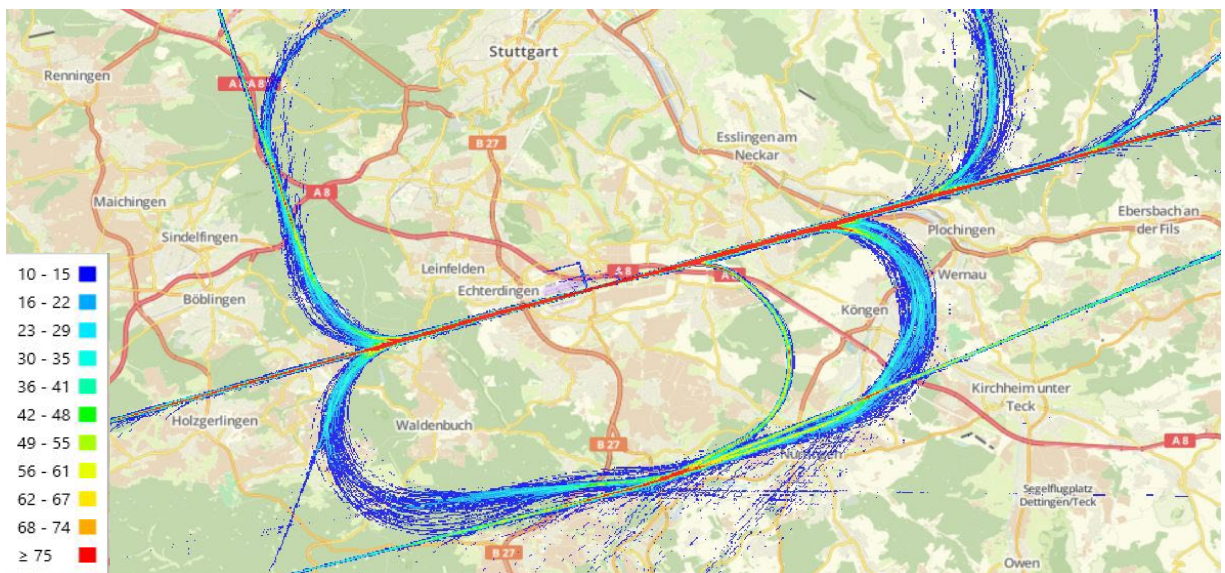 Stuttgart
Renningen
A 8
A 8
Esslingen am
Neckar
B 27
A 8
Maichingen
Ebersbach an
der Fils
Sindelfingen
Plochingen
10 - 15
Leinfelden
A 8
Wernau
16 - 22
Böblingen
Echterdingen
23 - 29
Köngen
30 - 35
36 - 41
Kirchheim unter
Teck
42 - 48
Holzgerlingen
Waldenbuch
49 - 55
B 27
A 8
56 - 61
62 - 67
Segelflugplatz
Dettingen/Teck
68 - 74
≥ 75
B 27
Owen